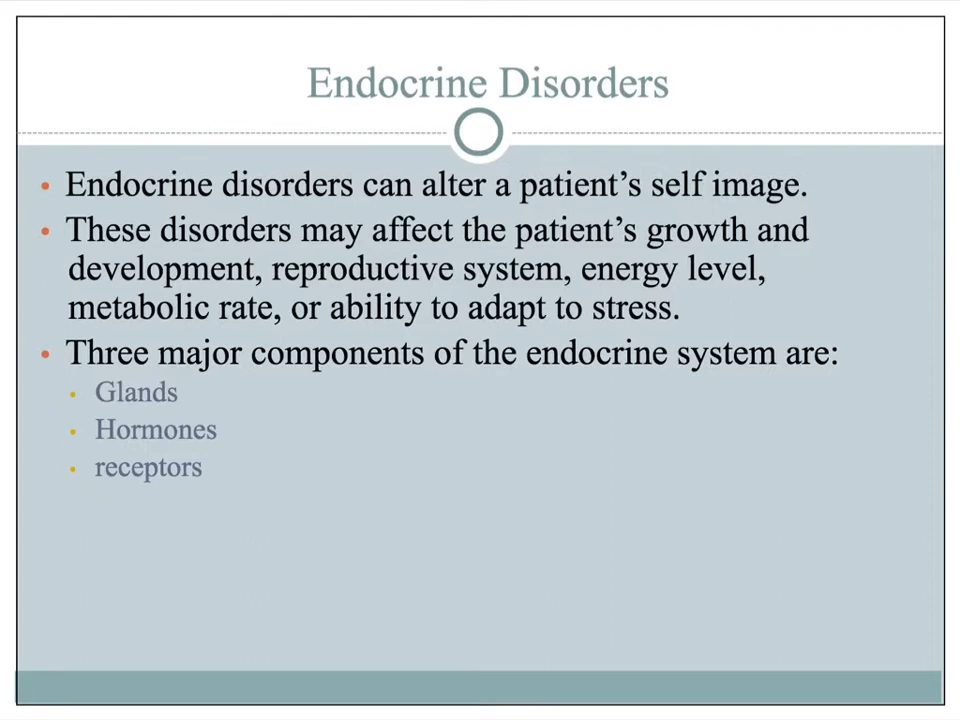 Endocrine Disorders
• Endocrine disorders can alter a patient’s self image.
• These disorders may affect the patient’s growth and
development, reproductive system, energy level,
metabolic rate, or ability to adapt to stress.
• Three major components of the endocrine system are:
• Glands
• Hormones
• receptors